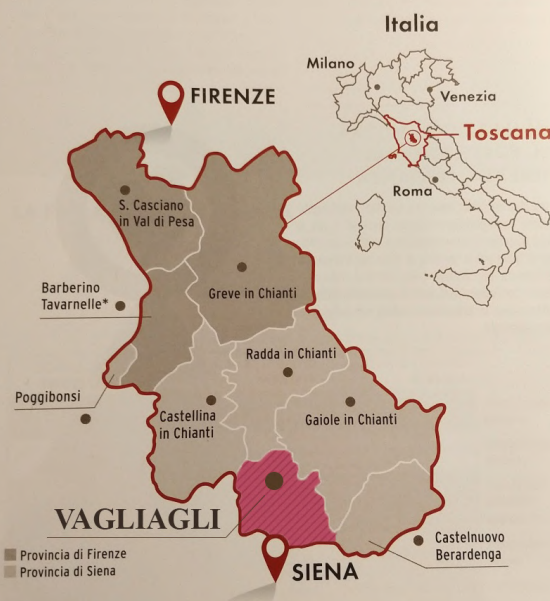 Italia
Milano
Venezia
Toscana
Roma
FIRENZE
S. Casciano
in Val di Pesa
Greve in Chianti
Barberino
Tavarnelle*
Radda in Chianti
Poggibonsi
Castellina
in Chianti
Gaiole in Chianti
VAGLIAGLI
Castelnuovo
Berardenga
Provincia di Firenze
Provincia di Siena
SIENA